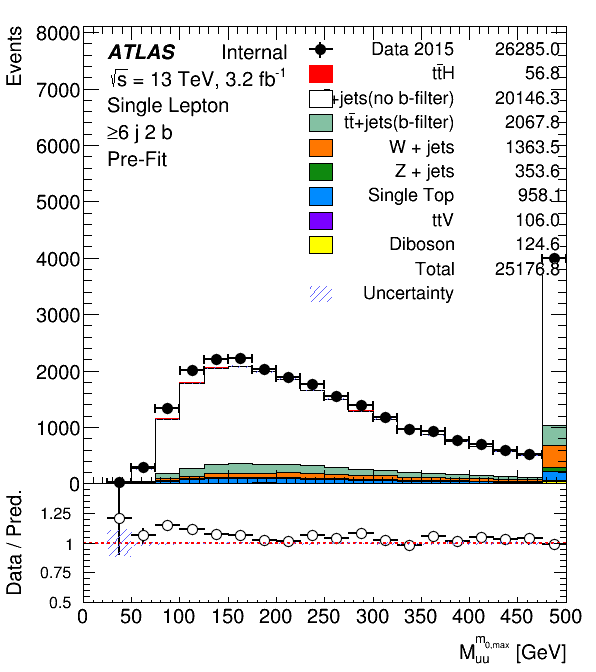 Events
8000
7000
6000
5000
4000
3000
2000
1000
0
ATLAS Internal
√s = 13 TeV, 3.2 fb-1
Single Lepton
≥6 j 2 b
Pre-Fit
Data 2015 26285.0
tt̄H 56.8
+jets(no b-filter) 20146.3
tt̄+jets(b-filter) 2067.8
W + jets 1363.5
Z + jets 353.6
Single Top 958.1
ttV 106.0
Diboson 124.6
Total 25176.8
Uncertainty
Data / Pred.
1.25
1
0.75
0.5
0 50 100 150 200 250 300 350 400 450 500
M_uu^m0,max [GeV]